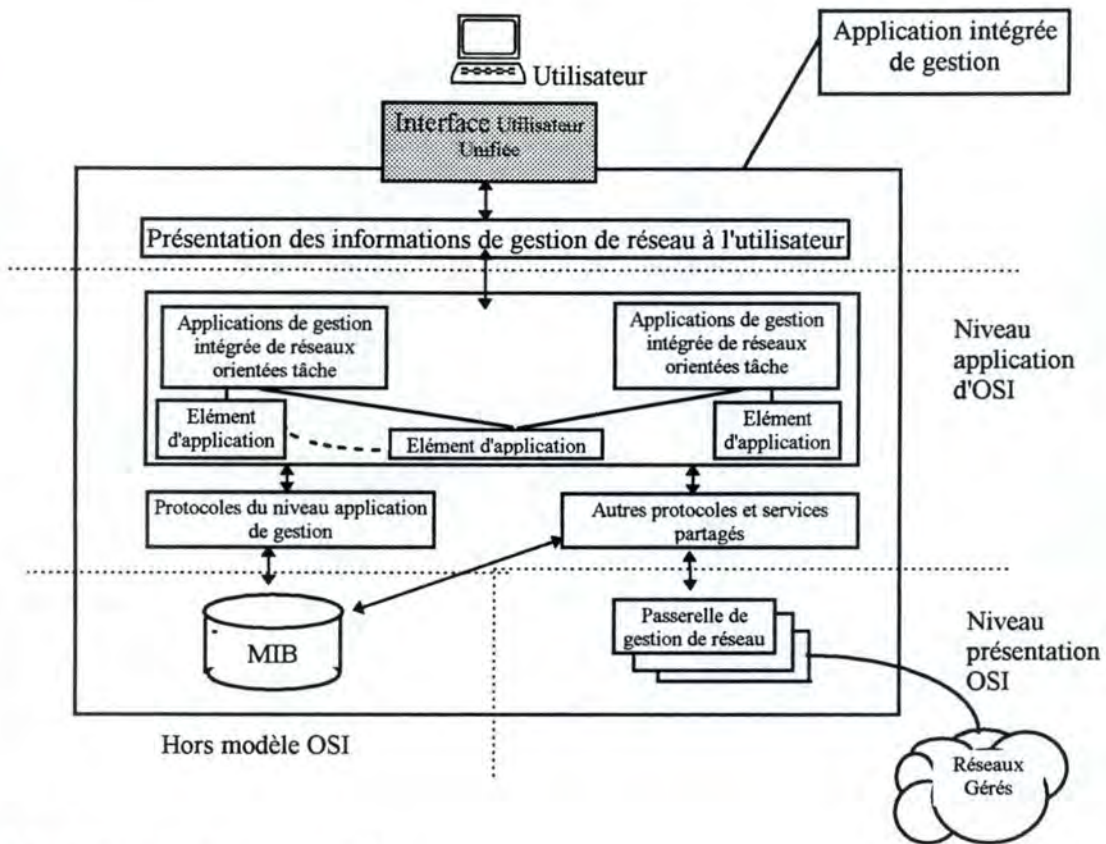 Application intégrée
de gestion
Utilisateur
Interface Utilisateur
Unifiée
Présentation des informations de gestion de réseau à l'utilisateur
Applications de gestion
intégrée de réseaux
orientées tâche
Applications de gestion
intégrée de réseaux
orientées tâche
Niveau
application
d'OSI
Elément
d'application
Elément d'application
Elément
d'application
Protocoles du niveau application
de gestion
Autres protocoles et services
partagés
MIB
Passerelle de
gestion de réseau
Niveau
présentation
OSI
Hors modèle OSI
Réseaux
Gérés